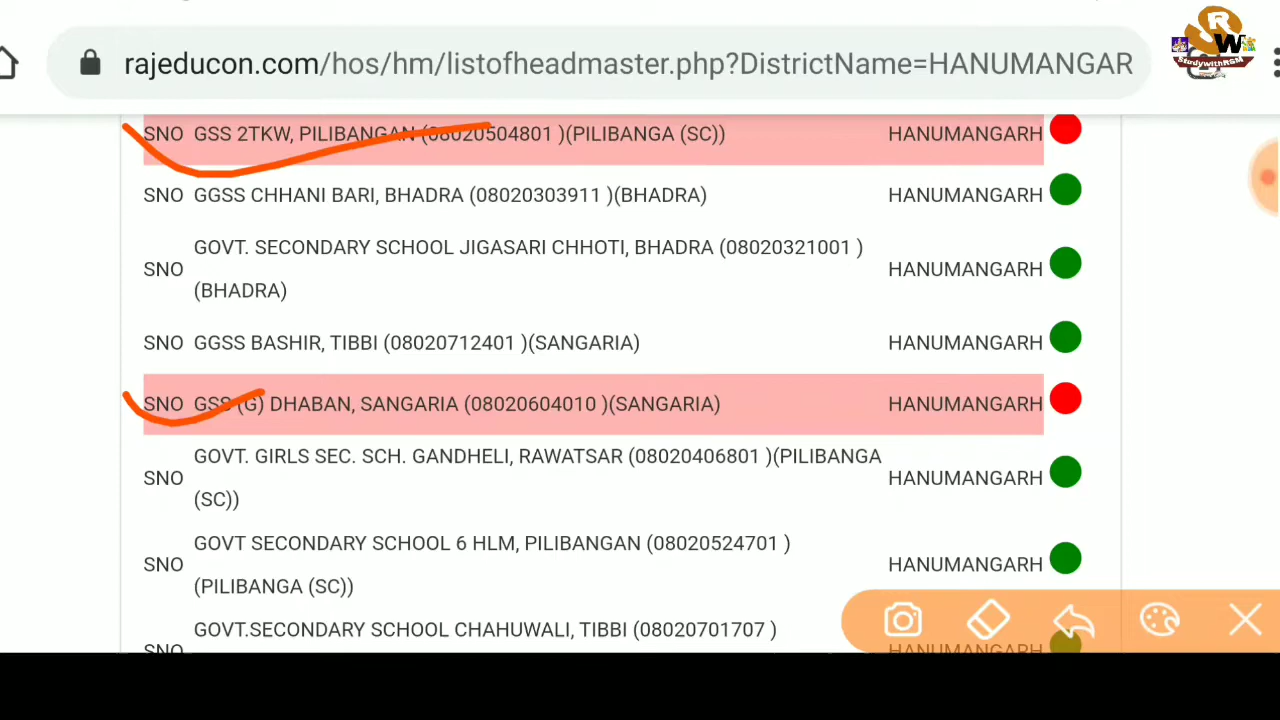 rajeducon.com/hos/hm/listofheadmaster.php?DistrictName=HANUMANGAR
R
W
StudywithRSM
SNO GSS 2TKW, PILIBANGAN (08020504801 )(PILIBANGA (SC)) HANUMANGARH
SNO GGSS CHHANI BARI, BHADRA (08020303911 )(BHADRA) HANUMANGARH
GOVT. SECONDARY SCHOOL JIGASARI CHHOTI, BHADRA (08020321001 )
SNO HANUMANGARH
(BHADRA)
SNO GGSS BASHIR, TIBBI (08020712401 )(SANGARIA) HANUMANGARH
SNO GSS (G) DHABAN, SANGARIA (08020604010 )(SANGARIA) HANUMANGARH
GOVT. GIRLS SEC. SCH. GANDHELI, RAWATSAR (08020406801 )(PILIBANGA
SNO HANUMANGARH
(SC))
GOVT SECONDARY SCHOOL 6 HLM, PILIBANGAN (08020524701 )
SNO HANUMANGARH
(PILIBANGA (SC))
GOVT.SECONDARY SCHOOL CHAHUWALI, TIBBI (08020701707 )
SNO HANUMANGARH